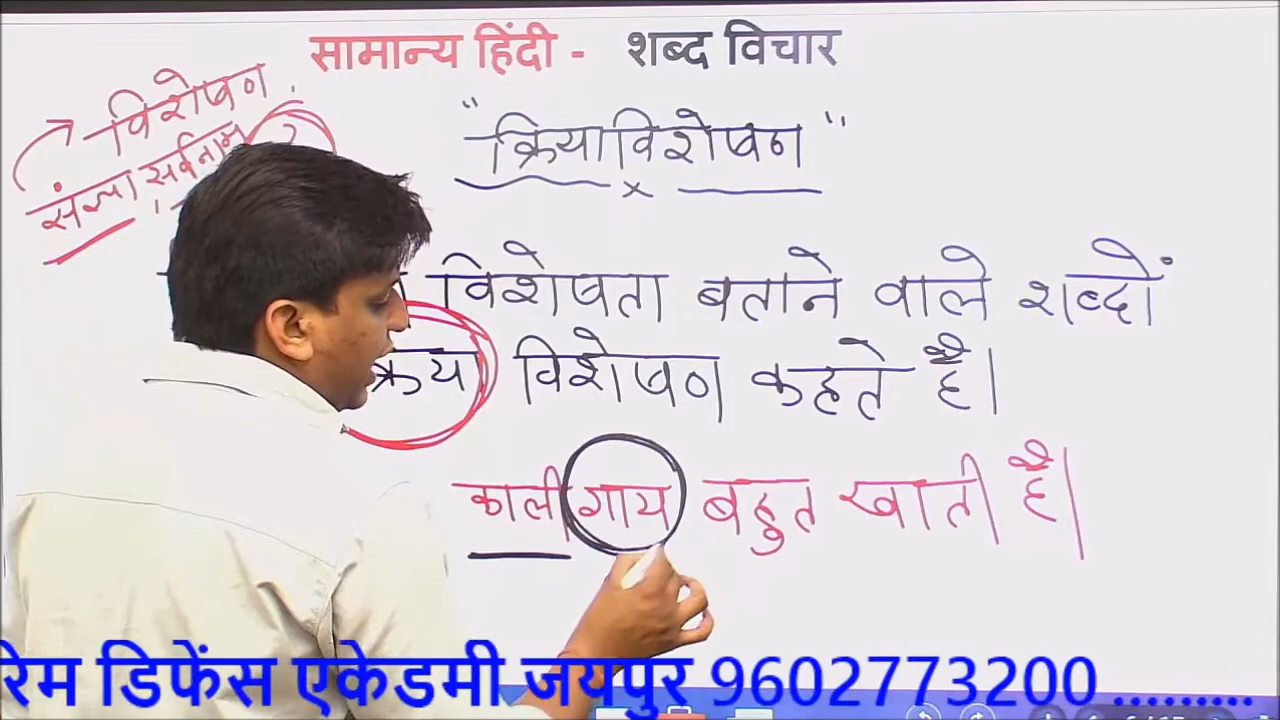 सामान्य हिंदी - शब्द विचार
विशेषण
संज्ञा सर्वनाम
"क्रियाविशेषण"
विशेषता बताने वाले शब्दों
विशेषण कहते है।
काली गाय बहुत खाती है।
डिफेंस एकेडमी जयपुर 9602773200 .........